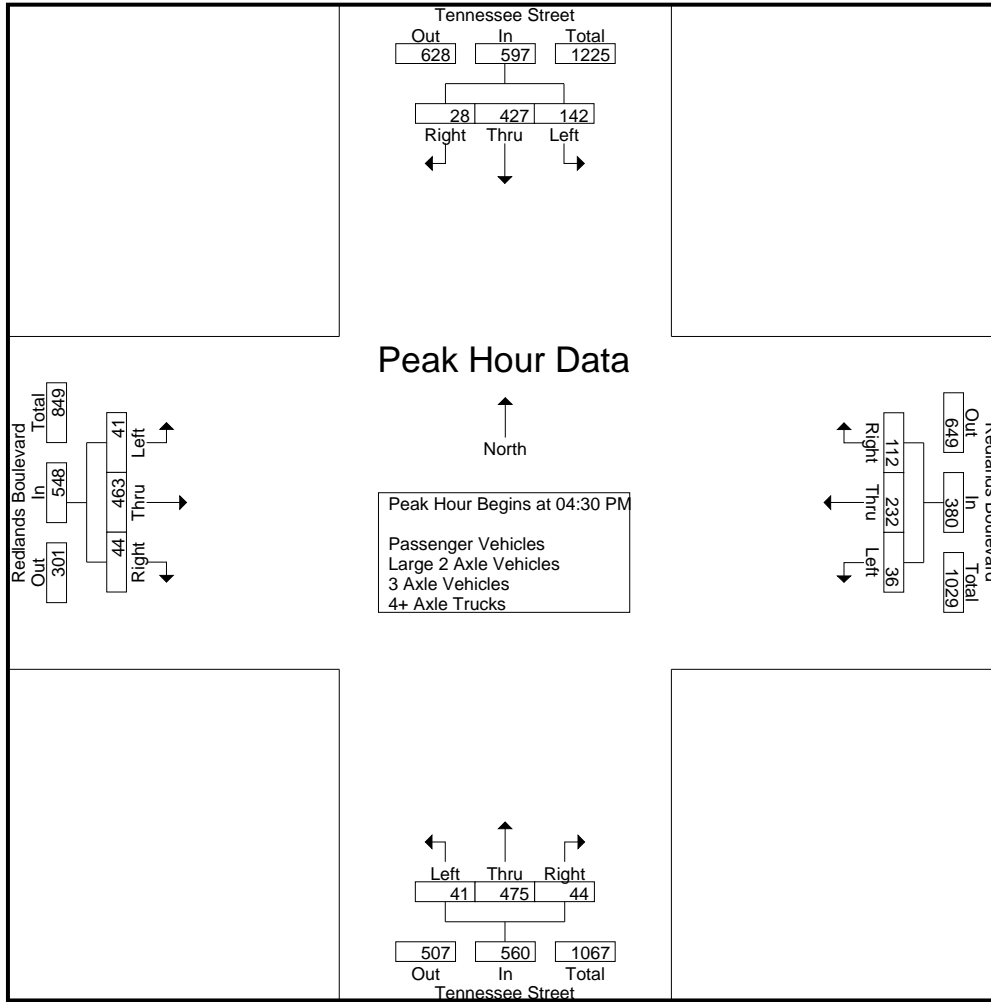 Tennessee Street
Out In Total
628 597 1225
28 427 142
Right Thru Left
Peak Hour Data
North
Peak Hour Begins at 04:30 PM
Passenger Vehicles
Large 2 Axle Vehicles
3 Axle Vehicles
4+ Axle Trucks
Redlands Boulevard
Out In Total
301 548 849
41 463 44
Left Thru Right
Redlands Boulevard
Out In Total
649 380 1029
112 232 36
Right Thru Left
Left Thru Right
41 475 44
507 560 1067
Out In Total
Tennessee Street